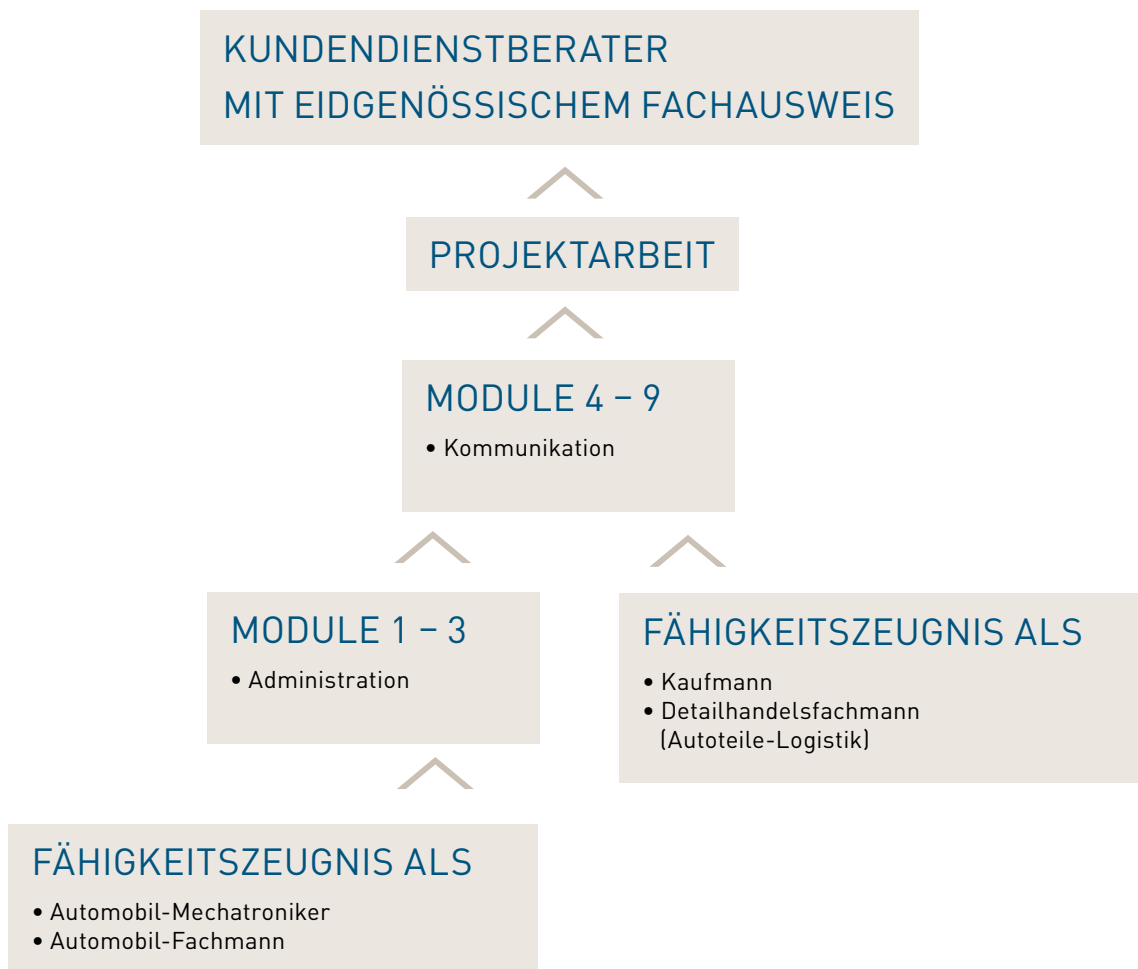 KUNDENDIENSTBERATER
MIT EIDGENÖSSISCHEM FACHAUSWEIS
PROJEKTARBEIT
MODULE 4 – 9
• Kommunikation
MODULE 1 – 3
• Administration
FÄHIGKEITSZEUGNIS ALS
• Kaufmann
• Detailhandelsfachmann
(Autoteile-Logistik)
FÄHIGKEITSZEUGNIS ALS
• Automobil-Mechatroniker
• Automobil-Fachmann